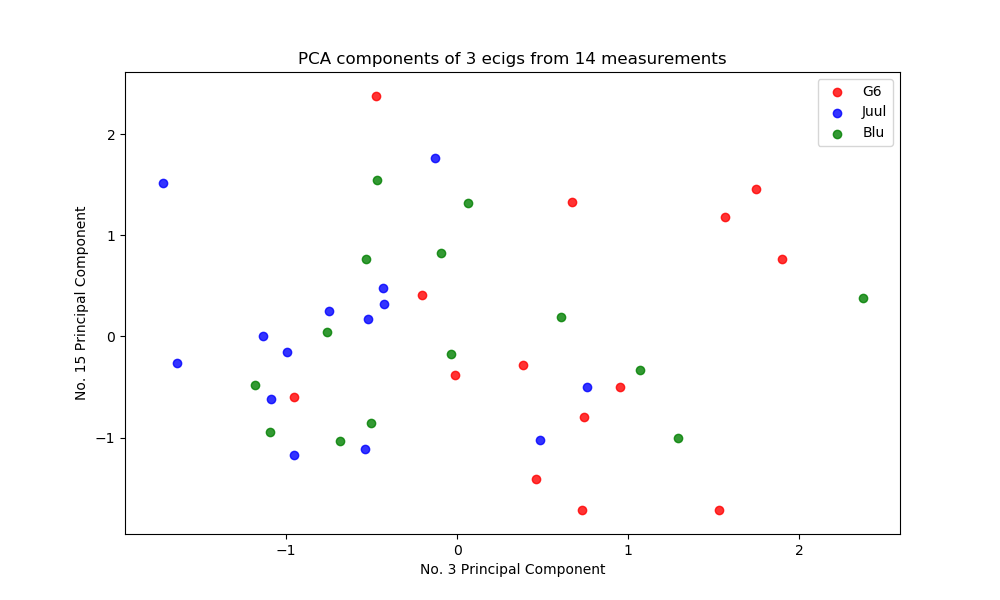 PCA components of 3 ecigs from 14 measurements
G6
Juul
Blu
2
1
0
−1
No. 15 Principal Component
−1
0
1
2
No. 3 Principal Component